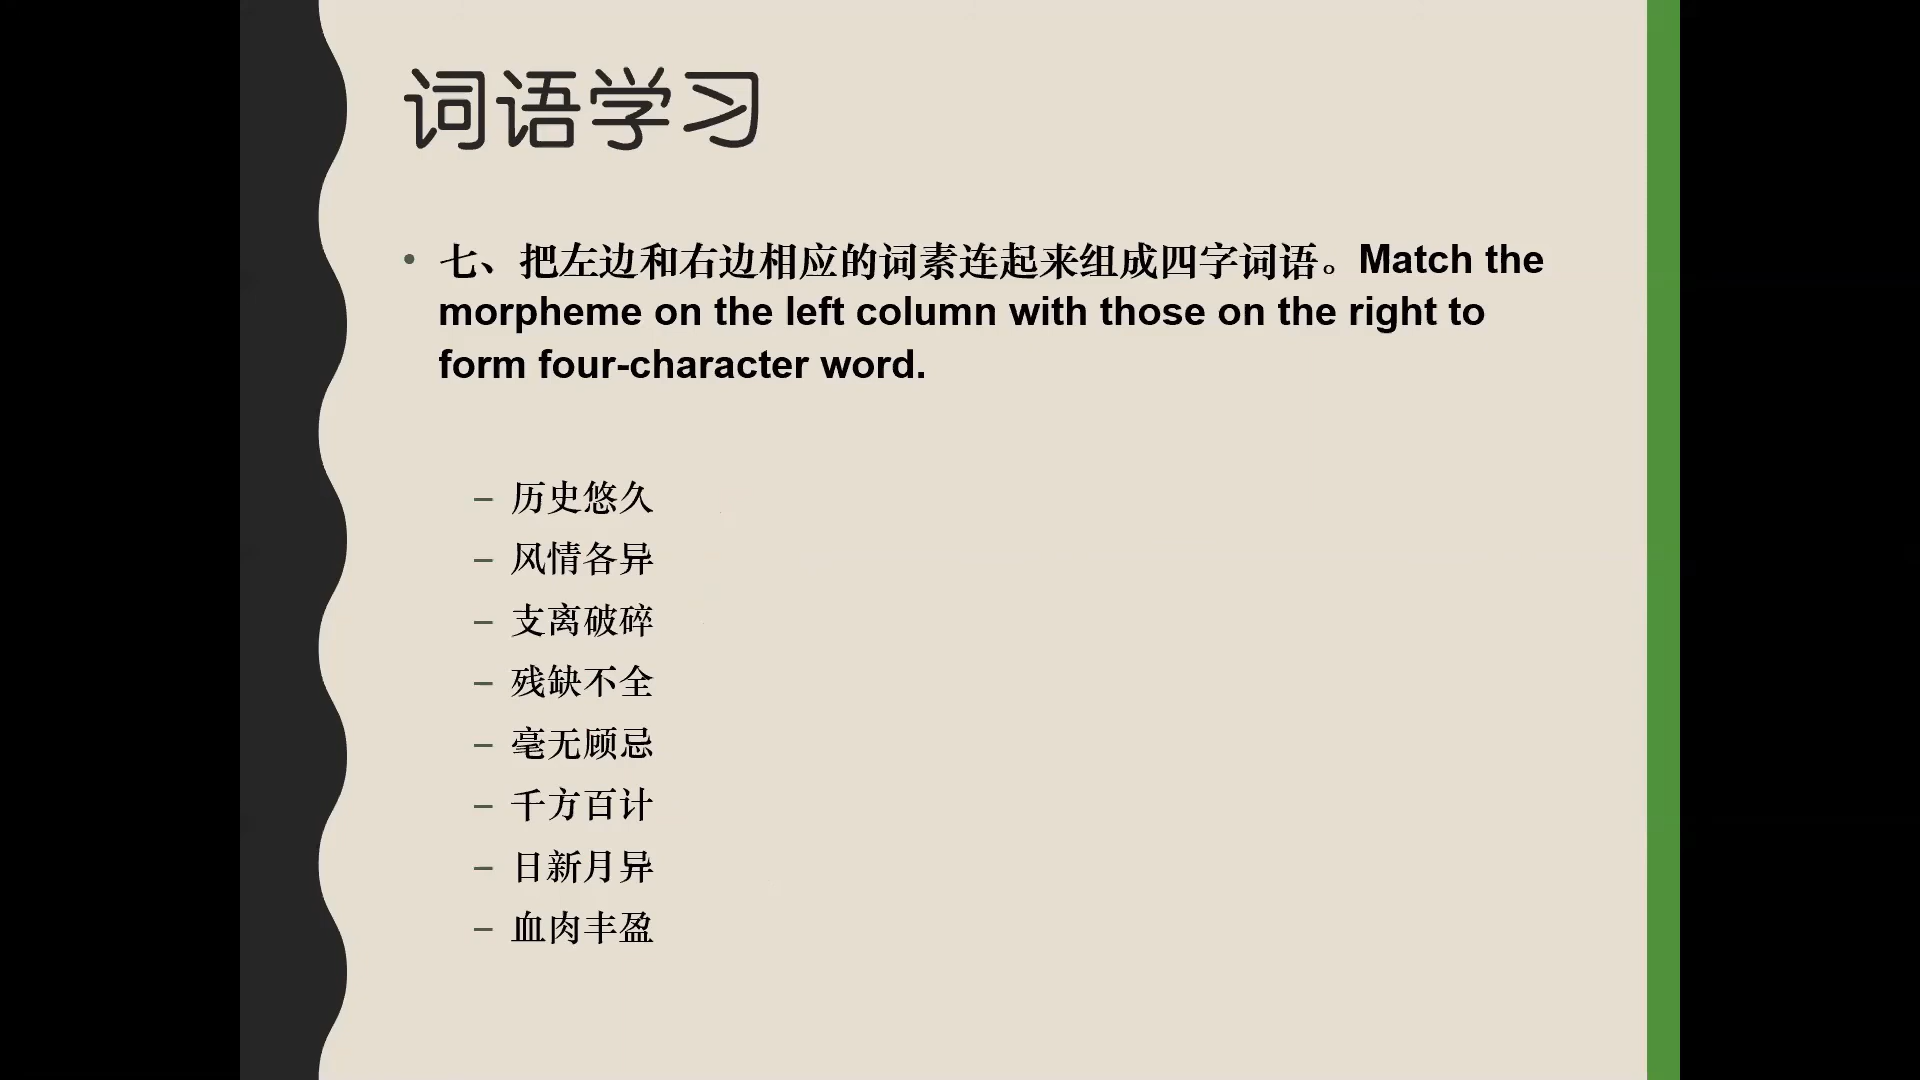 词语学习
• 七、把左边和右边相应的词素连起来组成四字词语。Match the
morpheme on the left column with those on the right to
form four-character word.
– 历史悠久
– 风情各异
– 支离破碎
– 残缺不全
– 毫无顾忌
– 千方百计
– 日新月异
– 血肉丰盈